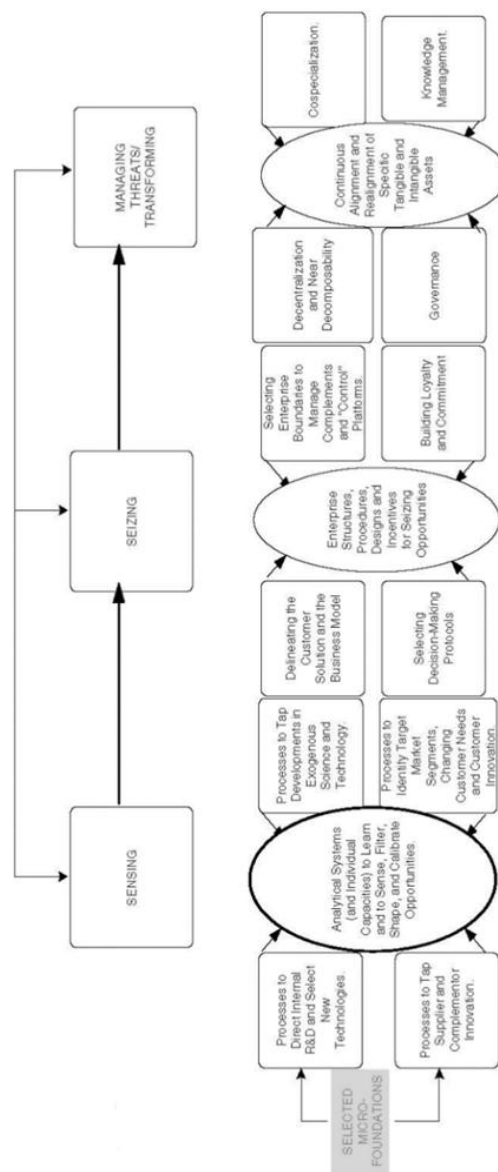 SENSING
SEIZING
MANAGING
THREATS/
TRANSFORMING
SELECTED
MICRO-
FOUNDATIONS
Processes to
Direct Internal
R&D and Select
New
Technologies.
Processes to Tap
Supplier and
Complementor
Innovation.
Analytical Systems
(and Individual
Capacities) to Learn
and to Sense, Filter,
Shape, and Calibrate
Opportunities.
Processes to Tap
Developments in
Exogenous
Science and
Technology.
Processes to
Identity Target
Market
Segments,
Changing
Customer Needs
and Customer
Innovation.
Delineating the
Customer
Solution and the
Business Model
Selecting
Decision-Making
Protocols
Enterprise
Structures,
Procedures,
Designs and
Incentives
for Seizing
Opportunities
Selecting
Enterprise
Boundaries to
Manage
Complements
and "Control"
Platforms.
Building Loyalty
and Commitment
Decentralization
and Near
Decomposability
Governance
Continuous
Alignment and
Realignment of
Specific
Tangible and
Intangible
Assets
Cospecialization.
Knowledge
Management.